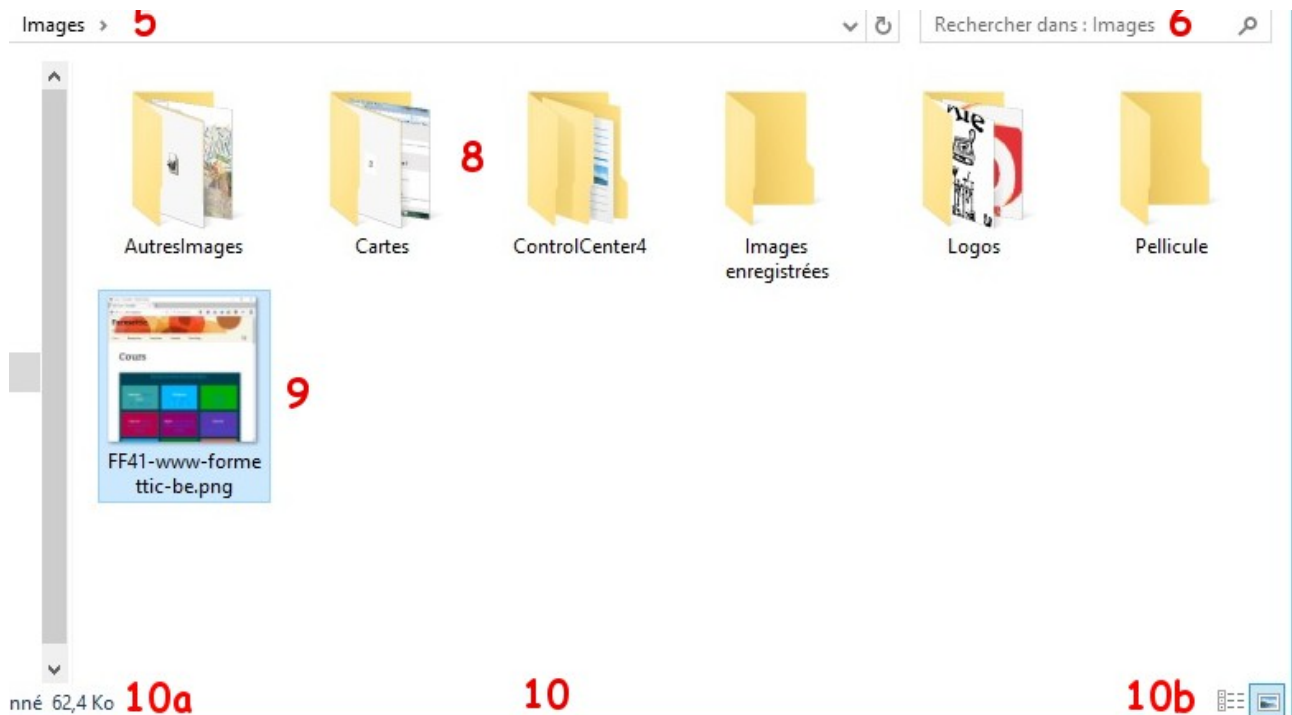 Images > 5
Rechercher dans : Images 6
8
AutresImages
Cartes
ControlCenter4
Images
enregistrées
Logos
Pellicule
Cours
9
FF41-www-forme
ttic-be.png
nné 62,4 Ko 10a
10
10b